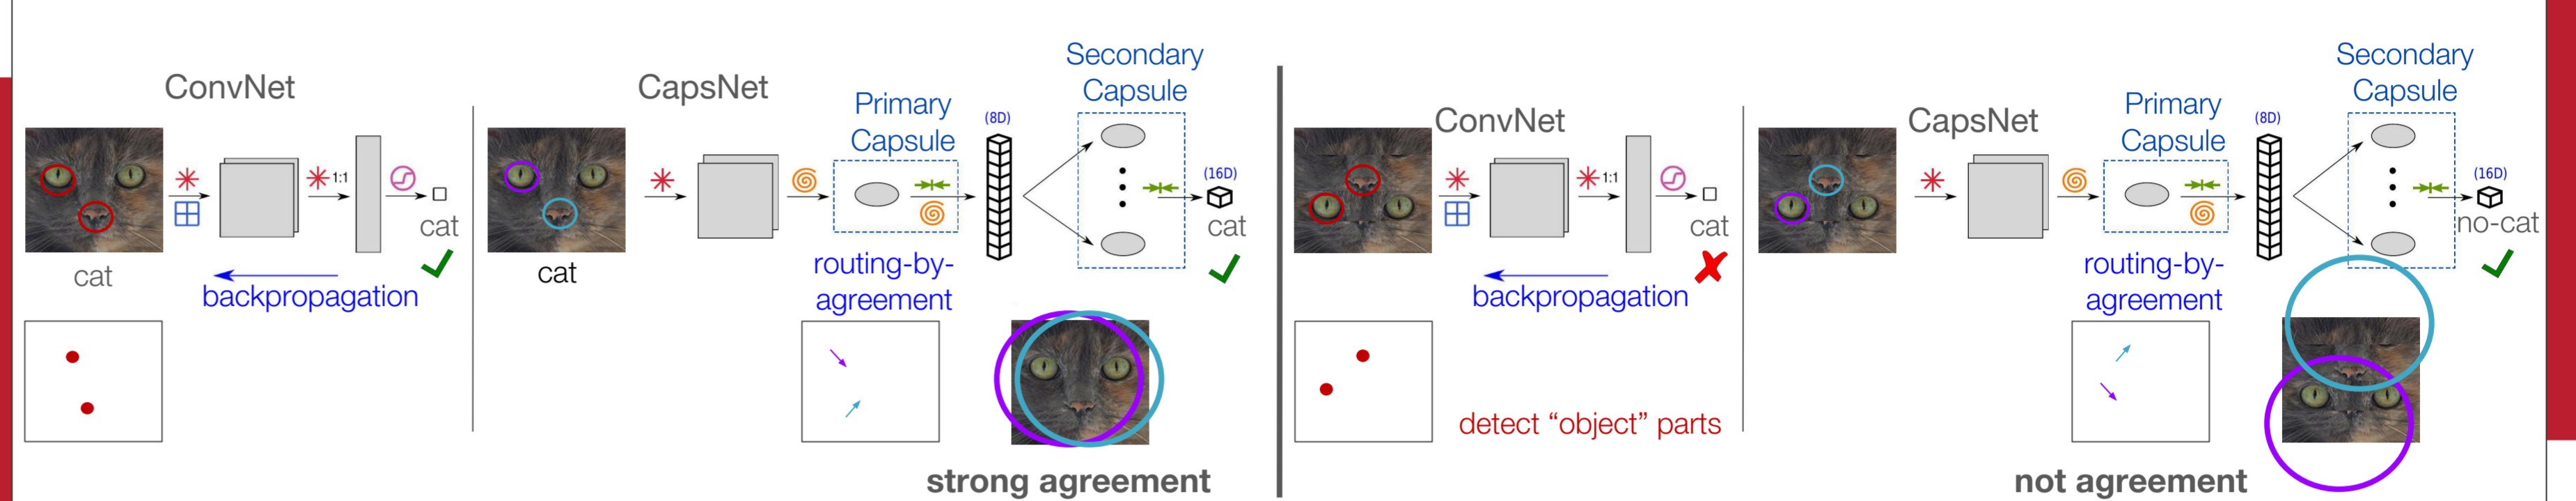 ConvNet
1:1
cat
cat
backpropagation
CapsNet
Primary
Capsule
(8D)
Secondary
Capsule
(16D)
cat
cat
routing-by-
agreement
strong agreement
ConvNet
1:1
cat
backpropagation
detect “object” parts
CapsNet
Primary
Capsule
(8D)
Secondary
Capsule
(16D)
no-cat
routing-by-
agreement
not agreement